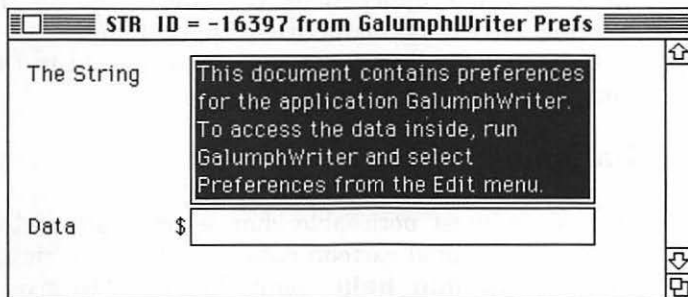 STR ID = -16397 from GalumphWriter Prefs
The String
This document contains preferences
for the application GalumphWriter.
To access the data inside, run
GalumphWriter and select
Preferences from the Edit menu.
Data $